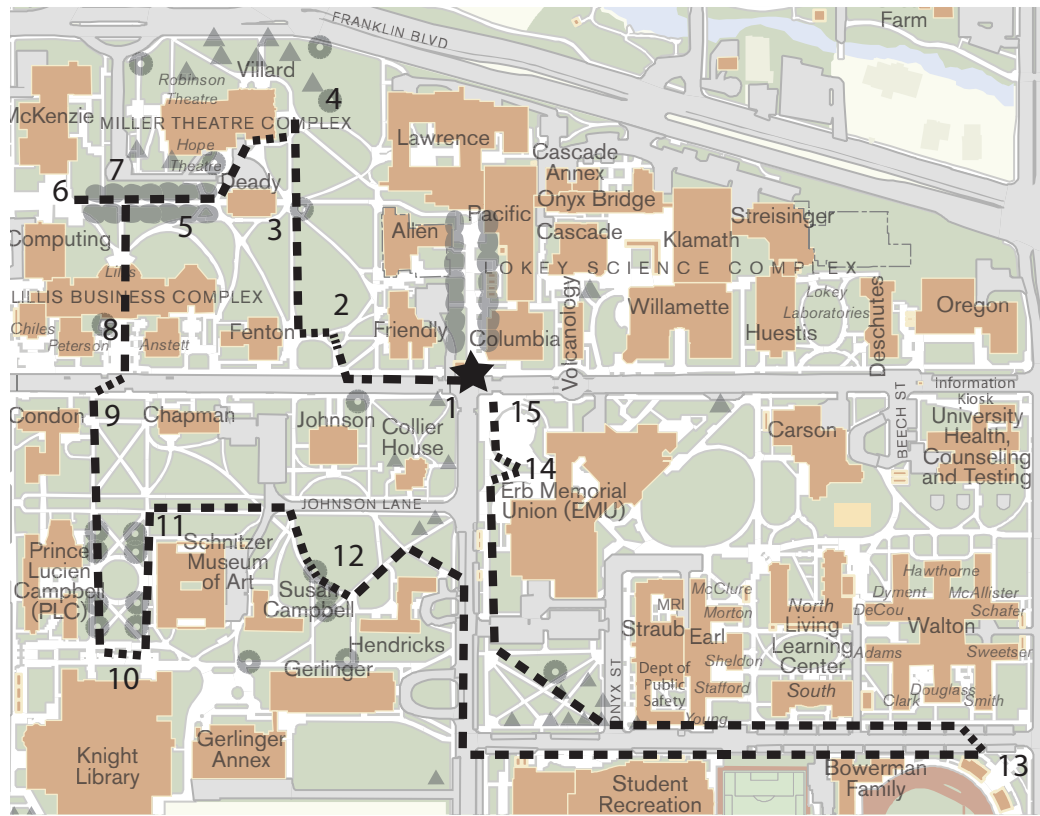 FRANKLIN BLVD
Farm
Villard
Robinson
Theatre
4
McKenzie
MILLER THEATRE COMPLEX
Lawrence
Hope
Theatre
Cascade
Annex
7
6
Deady
Onyx Bridge
Pacific
Streisinger
5
3
Allen
Cascade
Klamath
Computing
LOKEY SCIENCE COMPLEX
Lillis
LILLIS BUSINESS COMPLEX
2
Lokey
Laboratories
Willamette
Oregon
Chiles
Peterson
8
Anstett
Fenton
Friendly
Columbia
Volcanology
Huestis
Deschutes
1
15
Information
Kiosk
9
Condon
Chapman
Johnson
Collier
House
Carson
BEECH ST
University
Health,
Counseling
and Testing
14
Erb Memorial
Union (EMU)
JOHNSON LANE
11
Schnitzer
Museum
of Art
12
Prince
Lucien
Campbell
(PLC)
Susan
Campbell
Hendricks
McClure
MRI
Morton
Straub
Earl
North
Living
Learning
Center
South
Sheldon
Stafford
Young
Dept of
Public
Safety
ONYX ST
Hawthorne
Dyment
McAllister
DeCou
Schafer
Walton
Adams
Sweetser
Douglass
Clark
Smith
10
Gerlinger
Gerlinger
Annex
Knight
Library
Student
Recreation
Bowerman
Family
13